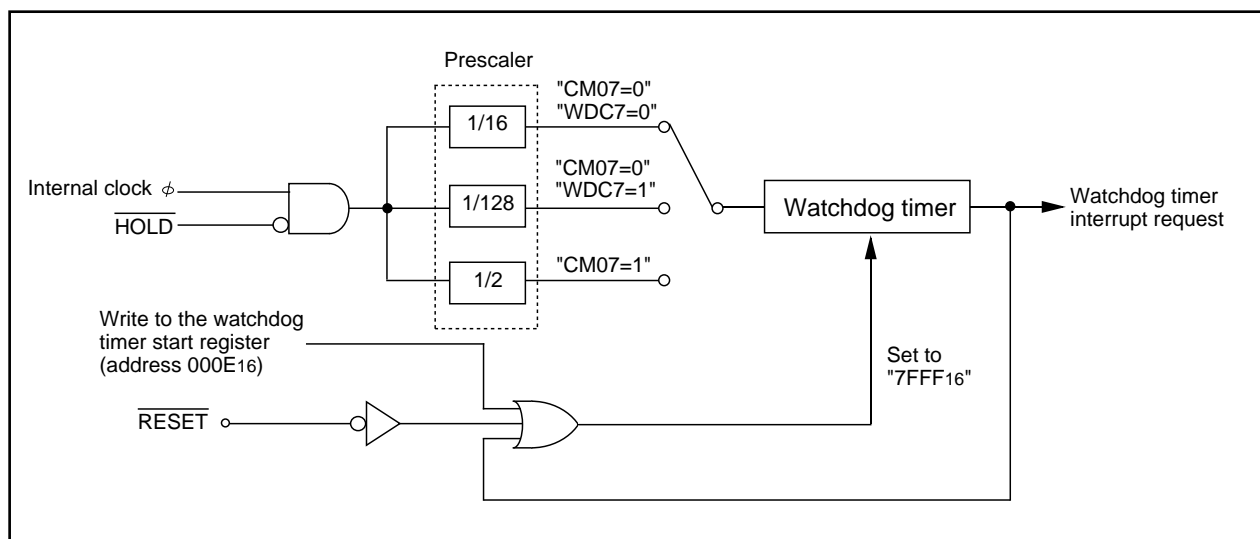 Prescaler
"CM07=0"
"WDC7=0"
1/16
"CM07=0"
"WDC7=1"
Internal clock ϕ
1/128
Watchdog timer
Watchdog timer
interrupt request
HOLD
"CM07=1"
1/2
Write to the watchdog
timer start register
(address 000E16)
Set to
"7FFF16"
RESET